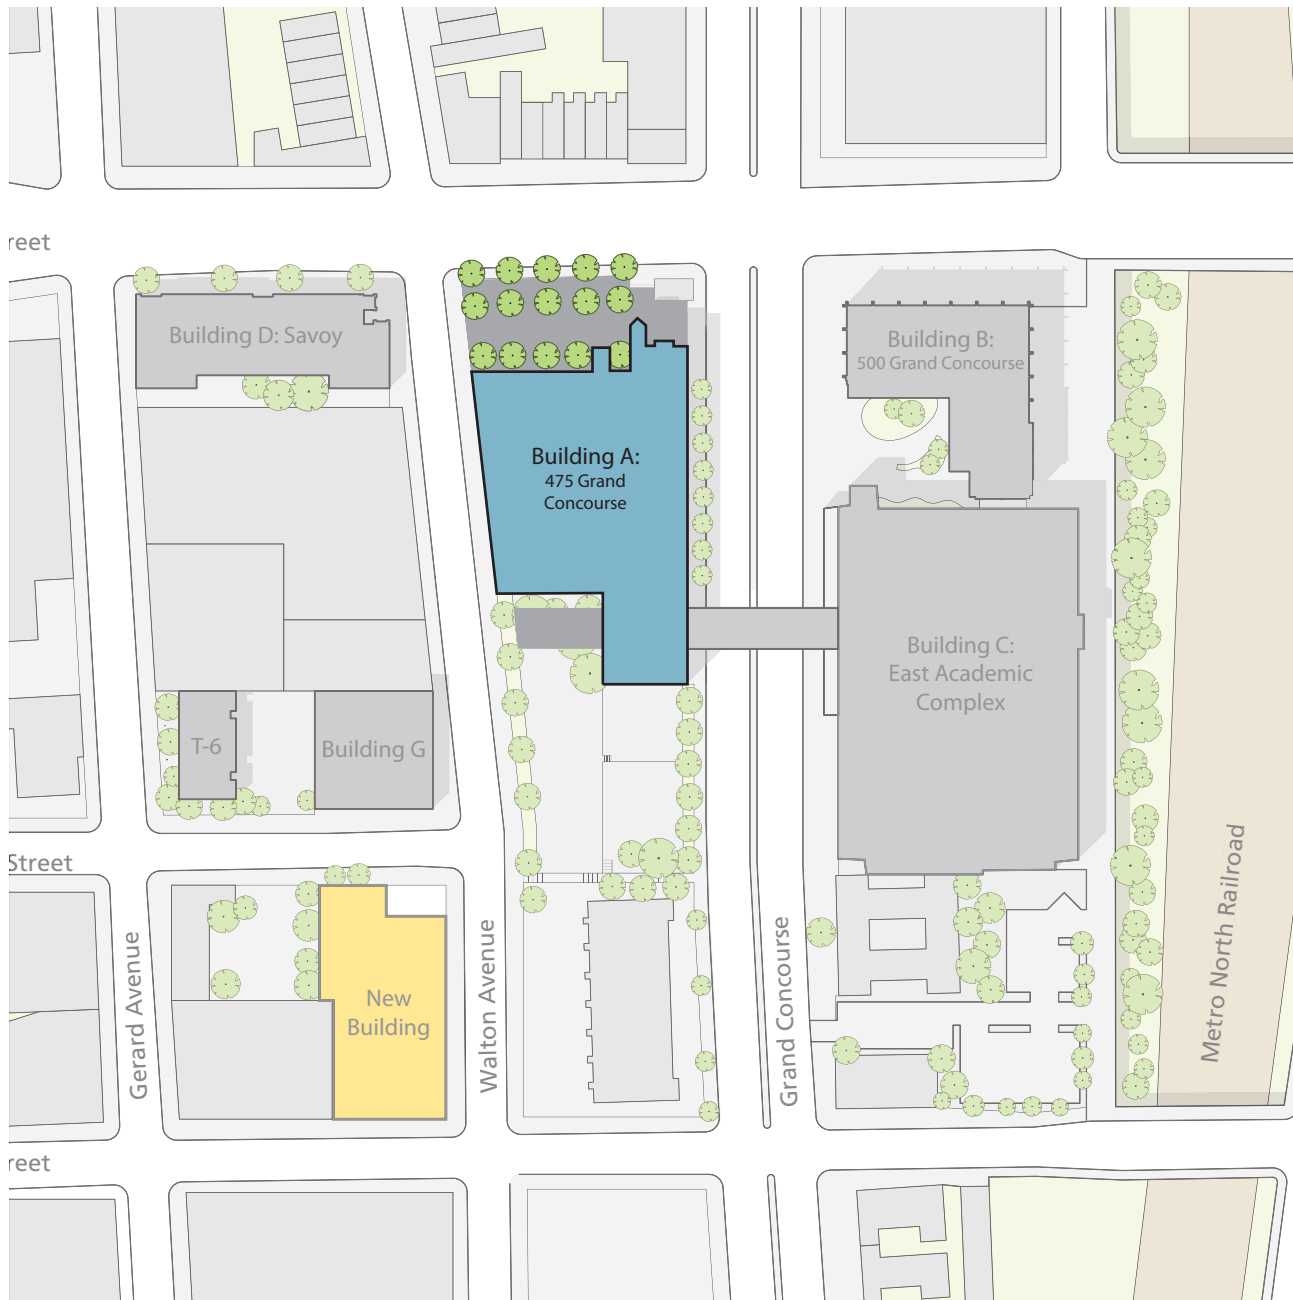 reet
Building D: Savoy
Building B:
500 Grand Concourse
Building A:
475 Grand
Concourse
Building C:
East Academic
Complex
T-6
Building G
Street
Gerard Avenue
Walton Avenue
Grand Concourse
Metro North Railroad
New
Building
reet